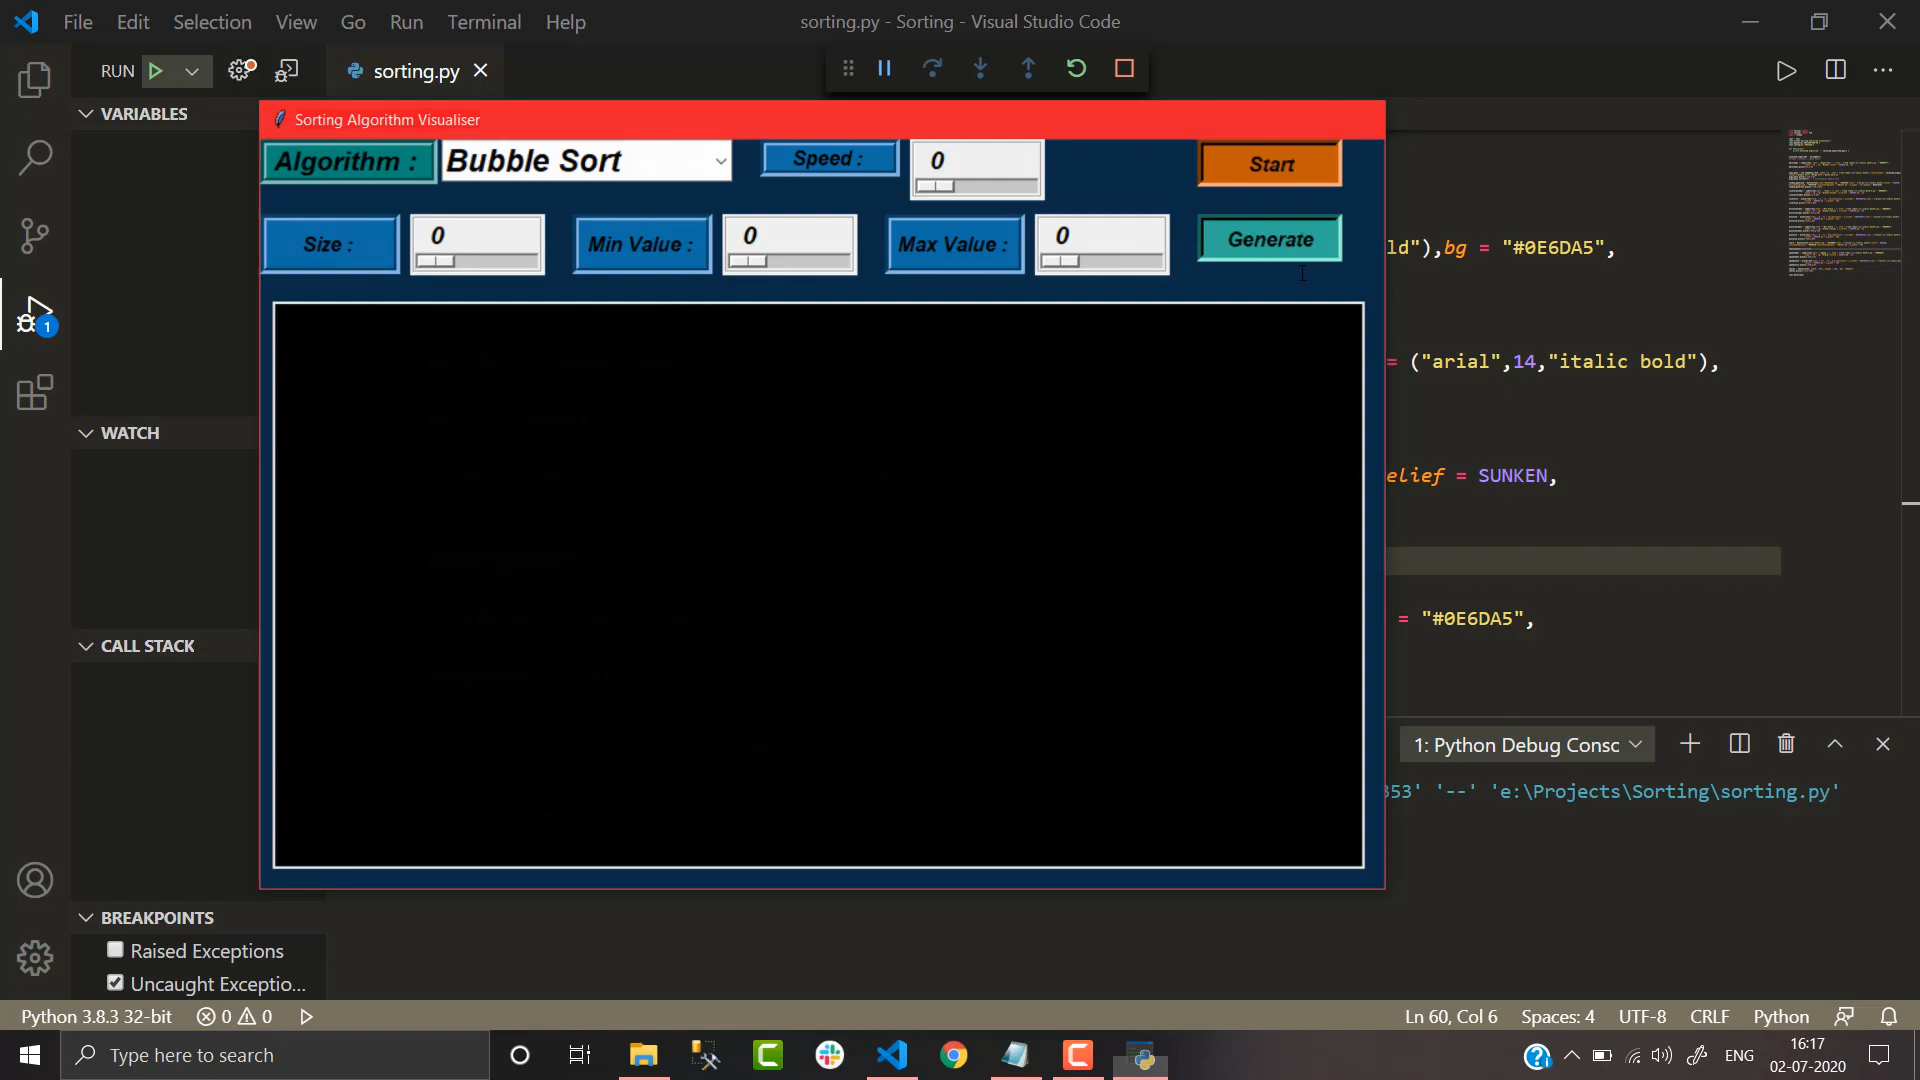 File Edit Selection View Go Run Terminal Help
sorting.py - Sorting - Visual Studio Code
RUN
sorting.py
VARIABLES
Sorting Algorithm Visualiser
Algorithm :
Bubble Sort
Speed :
0
Start
Size :
0
Min Value :
0
Max Value :
0
Generate
ld"),bg = "#0E6DA5",
= ("arial",14,"italic bold"),
WATCH
elief = SUNKEN,
= "#0E6DA5",
CALL STACK
1: Python Debug Consc
353' '--' 'e:\Projects\Sorting\sorting.py'
BREAKPOINTS
Raised Exceptions
Uncaught Exceptio...
1
Python 3.8.3 32-bit
0
0
Ln 60, Col 6
Spaces: 4
UTF-8
CRLF
Python
Type here to search
ENG
16:17
02-07-2020